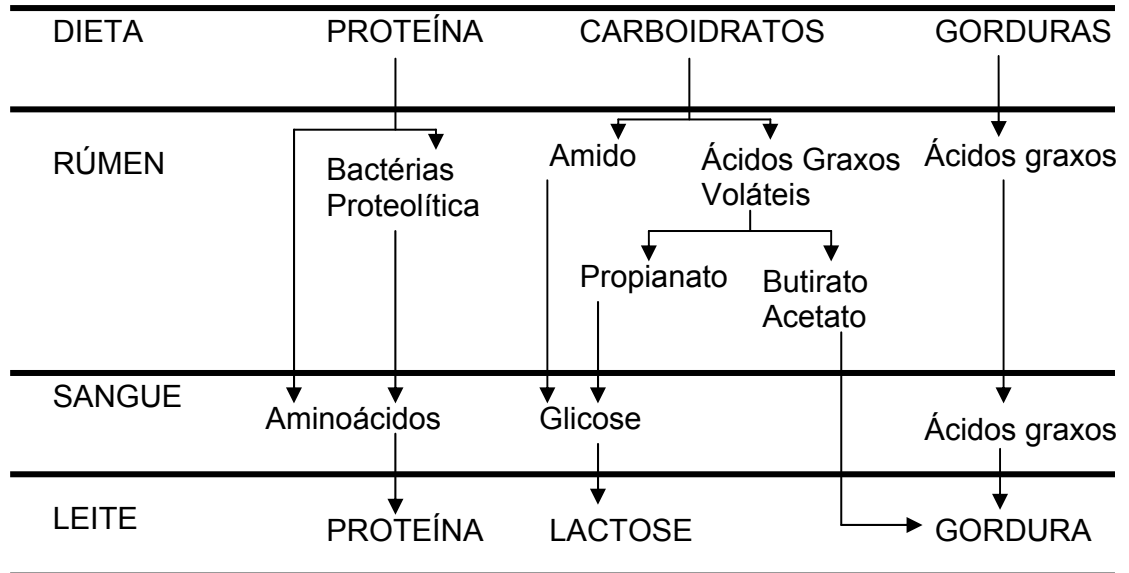 DIETA PROTEÍNA CARBOIDRATOS GORDURAS
RÚMEN
Bactérias
Proteolítica
Amido
Ácidos Graxos
Voláteis
Ácidos graxos
Propianato
Butirato
Acetato
SANGUE
Aminoácidos
Glicose
Ácidos graxos
LEITE
PROTEÍNA
LACTOSE
GORDURA